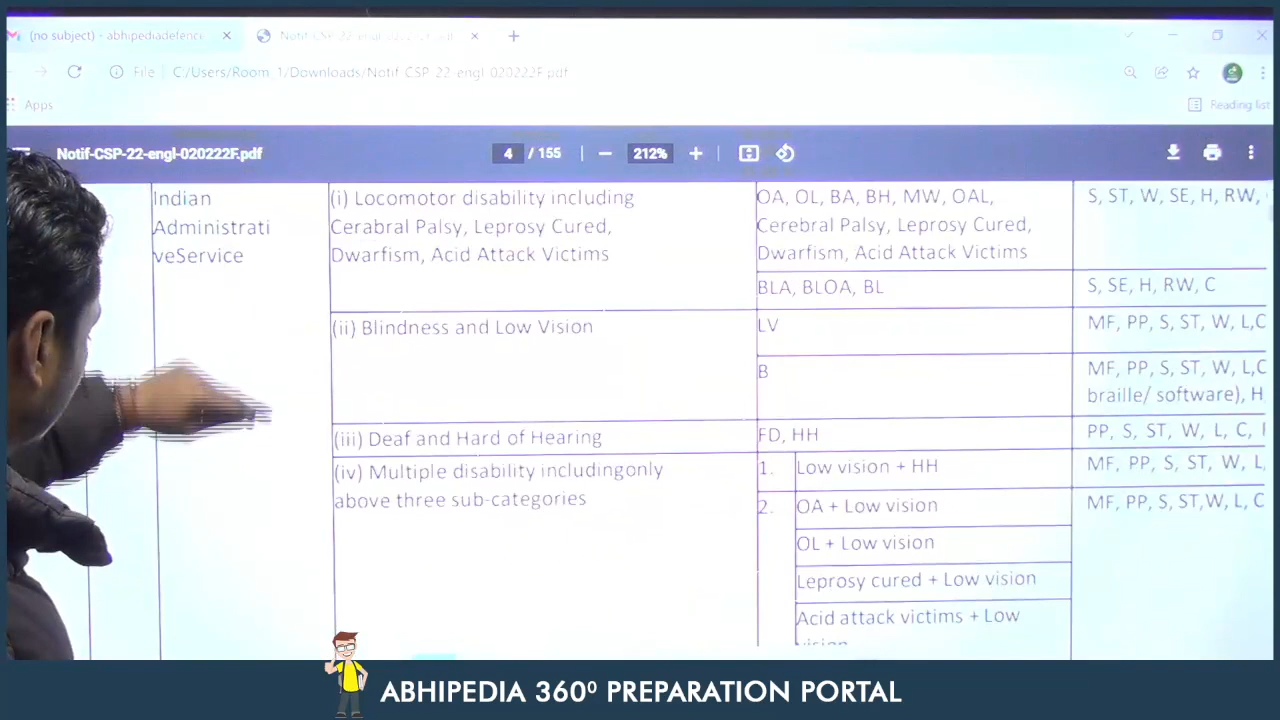 (no subject) - abhipediadefence
Notif-CSP-22-engl-020222F.pdf
File C:/Users/Room 1/Downloads/Notif-CSP-22-engl-020222F.pdf
Apps
Reading list
Notif-CSP-22-engl-020222F.pdf
4 / 155
212%
Indian
Administrati
veService
(i) Locomotor disability including
Cerabral Palsy, Leprosy Cured,
Dwarfism, Acid Attack Victims
OA, OL, BA, BH, MW, OAL,
Cerebral Palsy, Leprosy Cured,
Dwarfism, Acid Attack Victims
S, ST, W, SE, H, RW,
BLA, BLOA, BL
S, SE, H, RW, C
(ii) Blindness and Low Vision
LV
MF, PP, S, ST, W, L,C
B
MF, PP, S, ST, W, L,C
braille/ software), H
(iii) Deaf and Hard of Hearing
FD, HH
PP, S, ST, W, L, C,
(iv) Multiple disability includingonly
above three sub-categories
1. Low vision + HH
MF, PP, S, ST, W, L,
2. OA + Low vision
MF, PP, S, ST,W, L, C
OL + Low vision
Leprosy cured + Low vision
Acid attack victims + Low
vision
ABHIPEDIA 360⁰ PREPARATION PORTAL